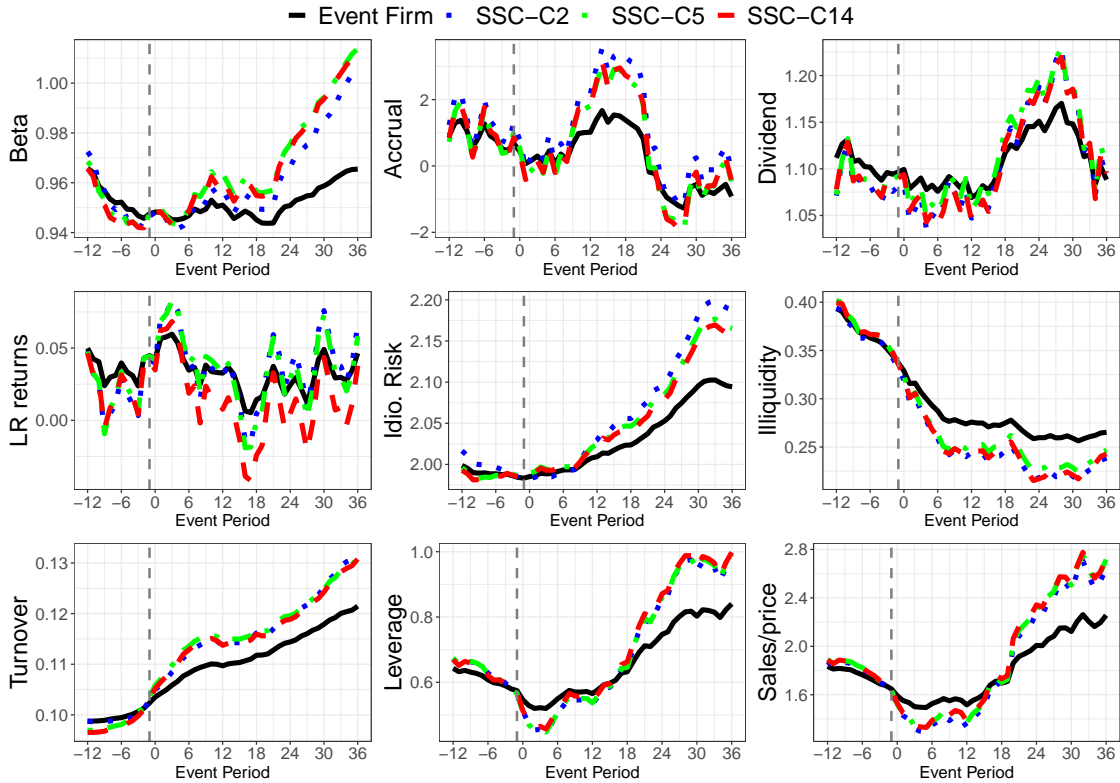 Event Firm SSC−C2 SSC−C5 SSC−C14
Beta
1.00
0.98
0.96
0.94
−12 −6 0 6 12 18 24 30 36
Event Period
Accrual
2
0
−2
−12 −6 0 6 12 18 24 30 36
Event Period
Dividend
1.20
1.15
1.10
1.05
−12 −6 0 6 12 18 24 30 36
Event Period
LR returns
0.05
0.00
−12 −6 0 6 12 18 24 30 36
Event Period
Idio. Risk
2.20
2.15
2.10
2.05
2.00
−12 −6 0 6 12 18 24 30 36
Event Period
Illiquidity
0.40
0.35
0.30
0.25
−12 −6 0 6 12 18 24 30 36
Event Period
Turnover
0.13
0.12
0.11
0.10
−12 −6 0 6 12 18 24 30 36
Event Period
Leverage
1.0
0.8
0.6
−12 −6 0 6 12 18 24 30 36
Event Period
Sales/price
2.8
2.4
2.0
1.6
−12 −6 0 6 12 18 24 30 36
Event Period